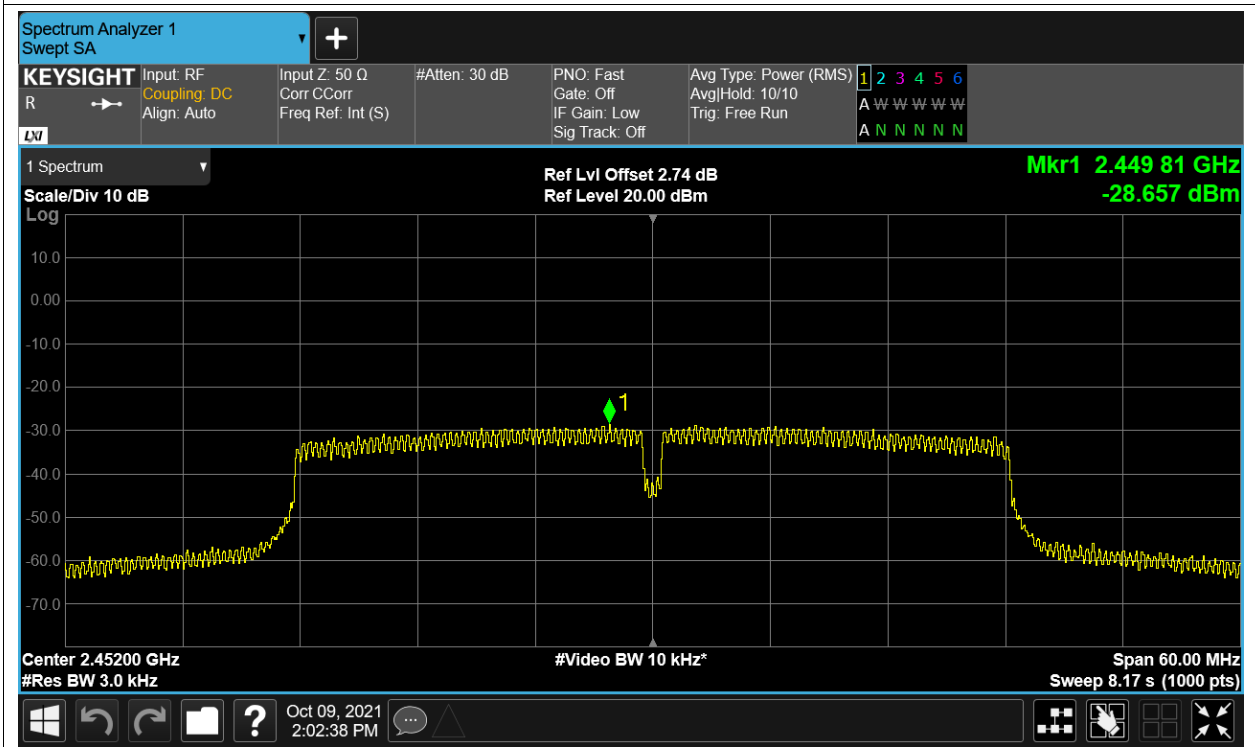 Spectrum Analyzer 1
Swept SA
KEYSIGHT
R
LXI
Input: RF
Coupling: DC
Align: Auto
Input Z: 50 Ω
Corr CCorr
Freq Ref: Int (S)
#Atten: 30 dB
PNO: Fast
Gate: Off
IF Gain: Low
Sig Track: Off
Avg Type: Power (RMS)
Avg|Hold: 10/10
Trig: Free Run
1 2 3 4 5 6
A W W W W W
A N N N N N
1 Spectrum
Scale/Div 10 dB
Log
Ref Lvl Offset 2.74 dB
Ref Level 20.00 dBm
Mkr1 2.449 81 GHz
-28.657 dBm
10.0
0.00
-10.0
-20.0
-30.0
-40.0
-50.0
-60.0
-70.0
1
Center 2.45200 GHz
#Res BW 3.0 kHz
#Video BW 10 kHz*
Span 60.00 MHz
Sweep 8.17 s (1000 pts)
?
Oct 09, 2021
2:02:38 PM